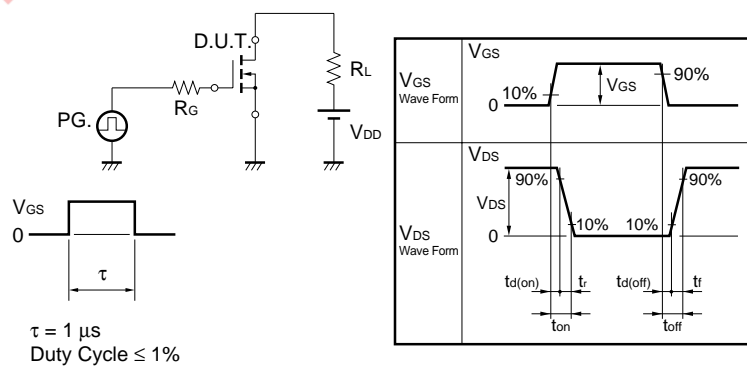 D.U.T.
RL
RG
PG.
VDD
VGS
0
τ
τ = 1 μs
Duty Cycle ≤ 1%
VGS
Wave Form
VGS
10%
0
VGS
90%
VDS
Wave Form
VDS
90%
90%
VDS
10%
10%
0
td(on)
tr
td(off)
tf
ton
toff